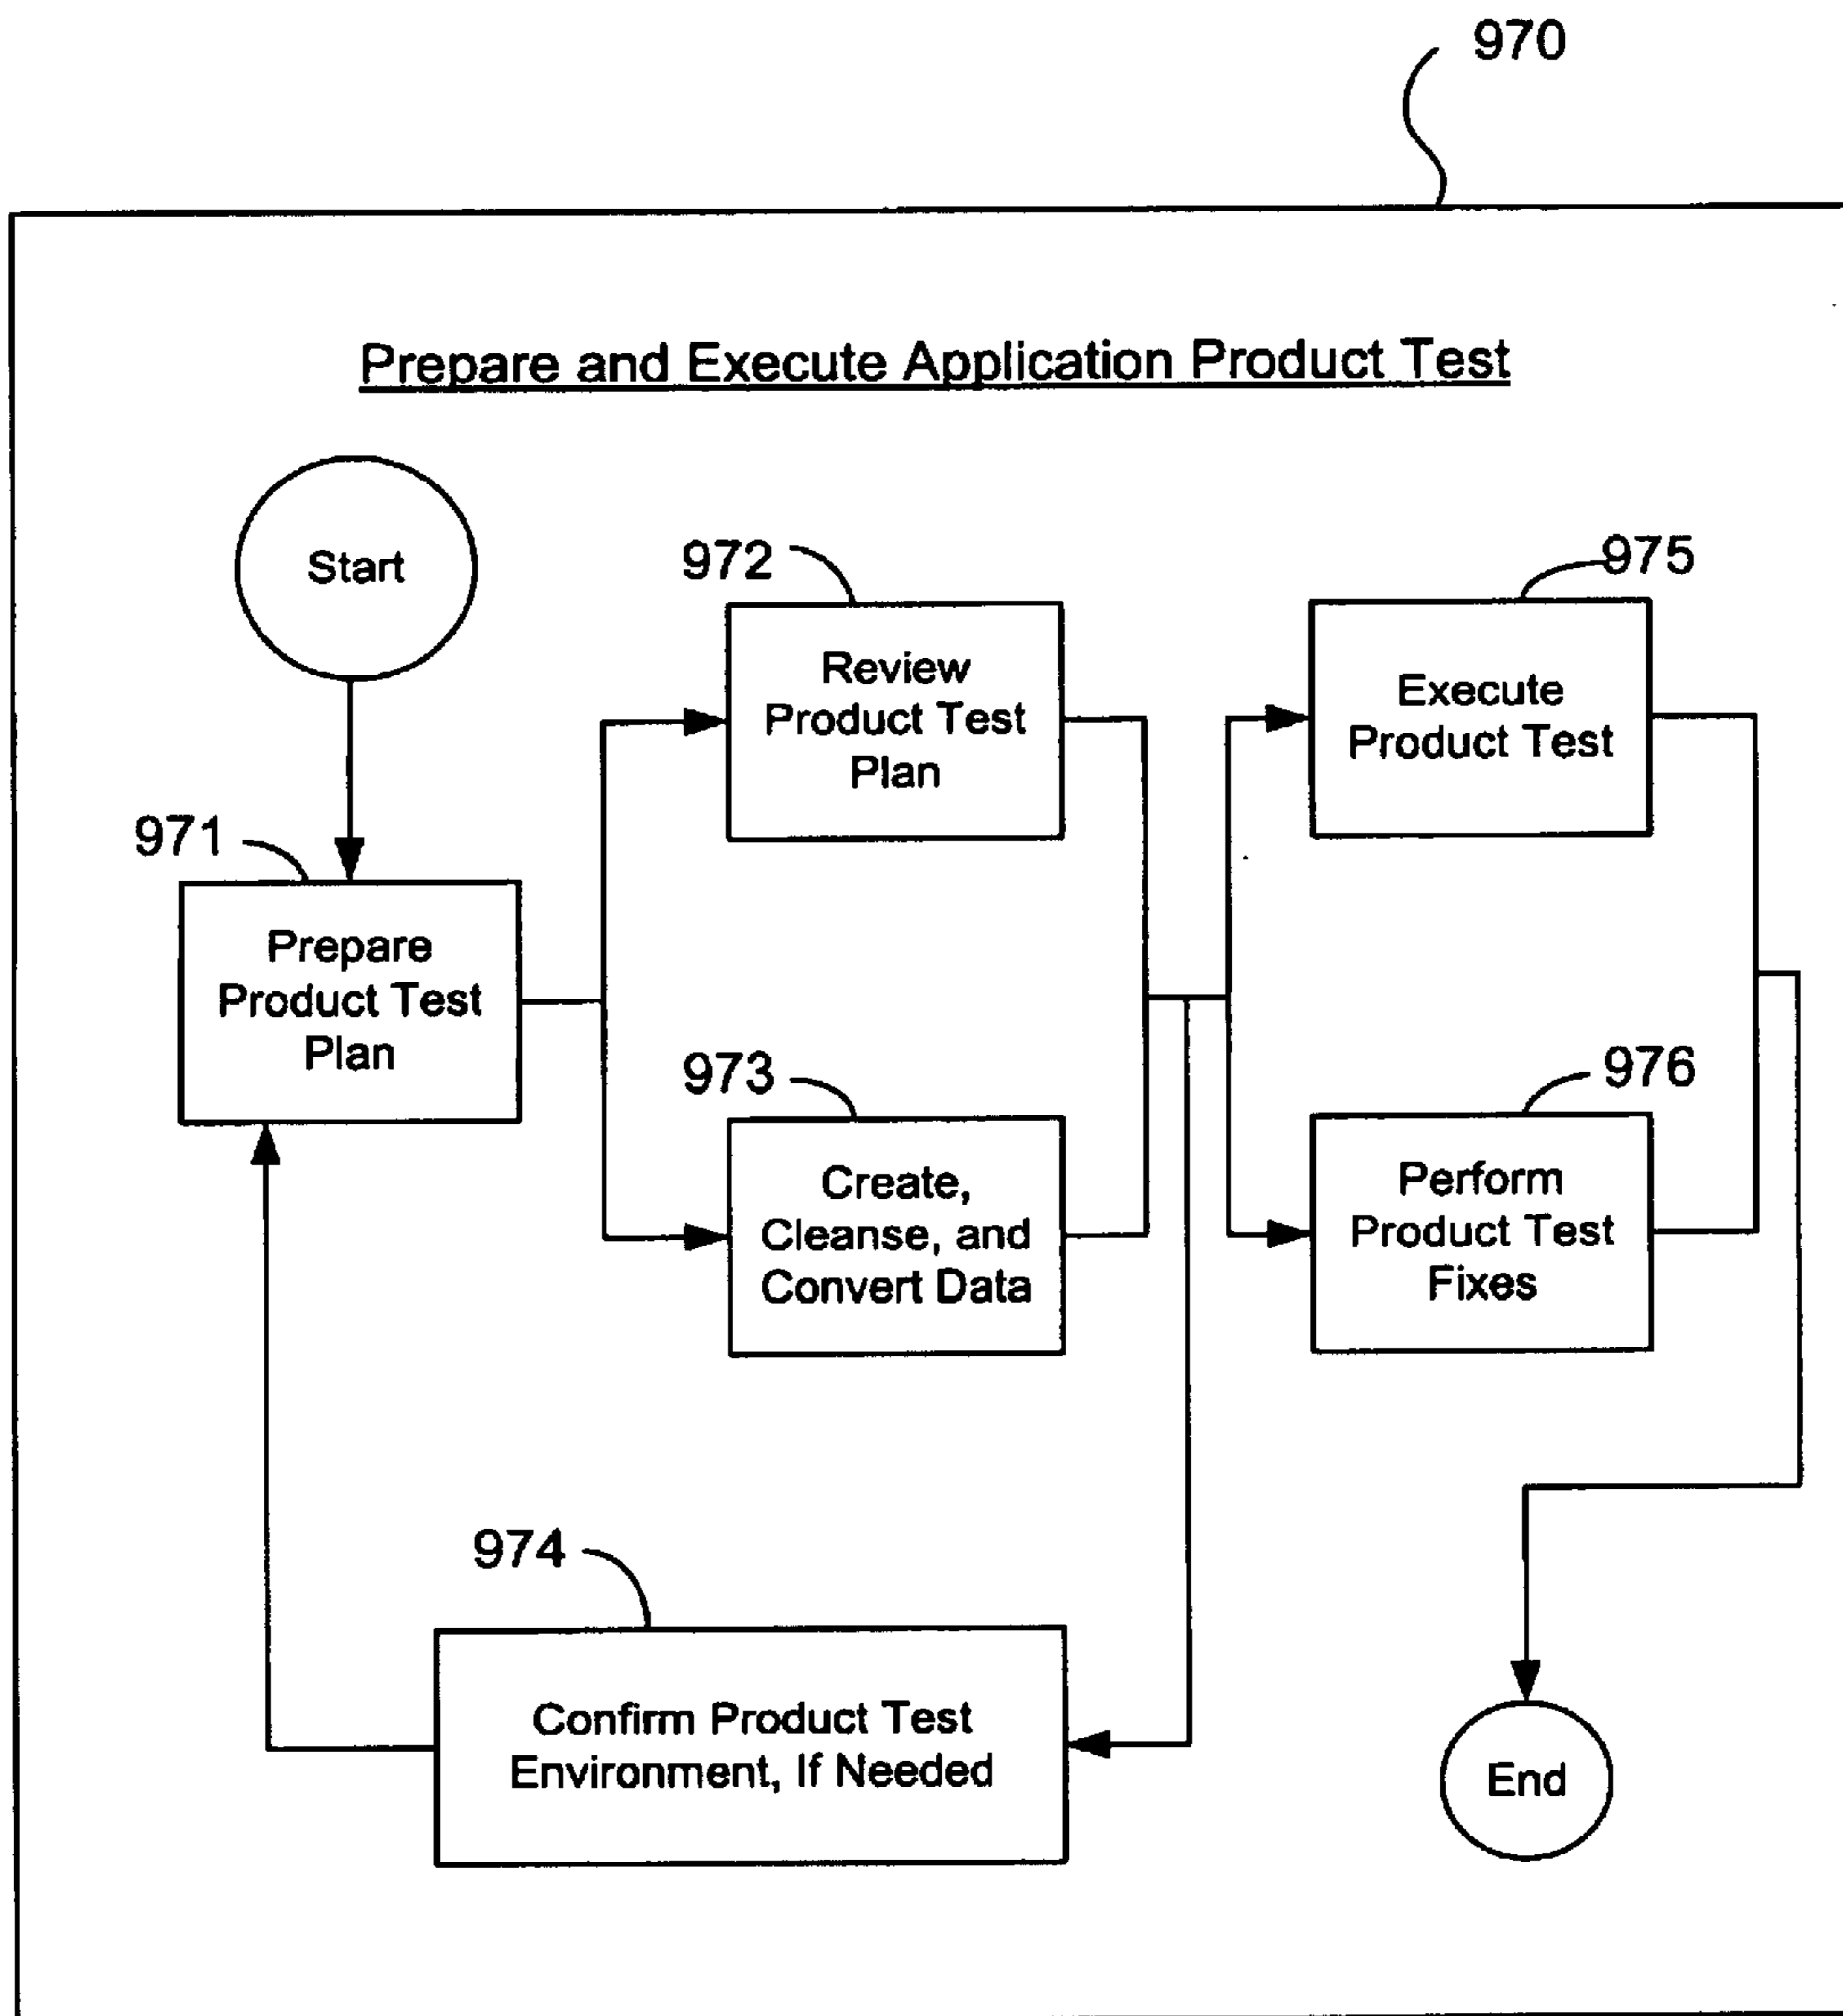 970
Prepare and Execute Application Product Test
Start
971
Prepare
Product Test
Plan
972
Review
Product Test
Plan
973
Create,
Cleanse, and
Convert Data
974
Confirm Product Test
Environment, If Needed
975
Execute
Product Test
976
Perform
Product Test
Fixes
End